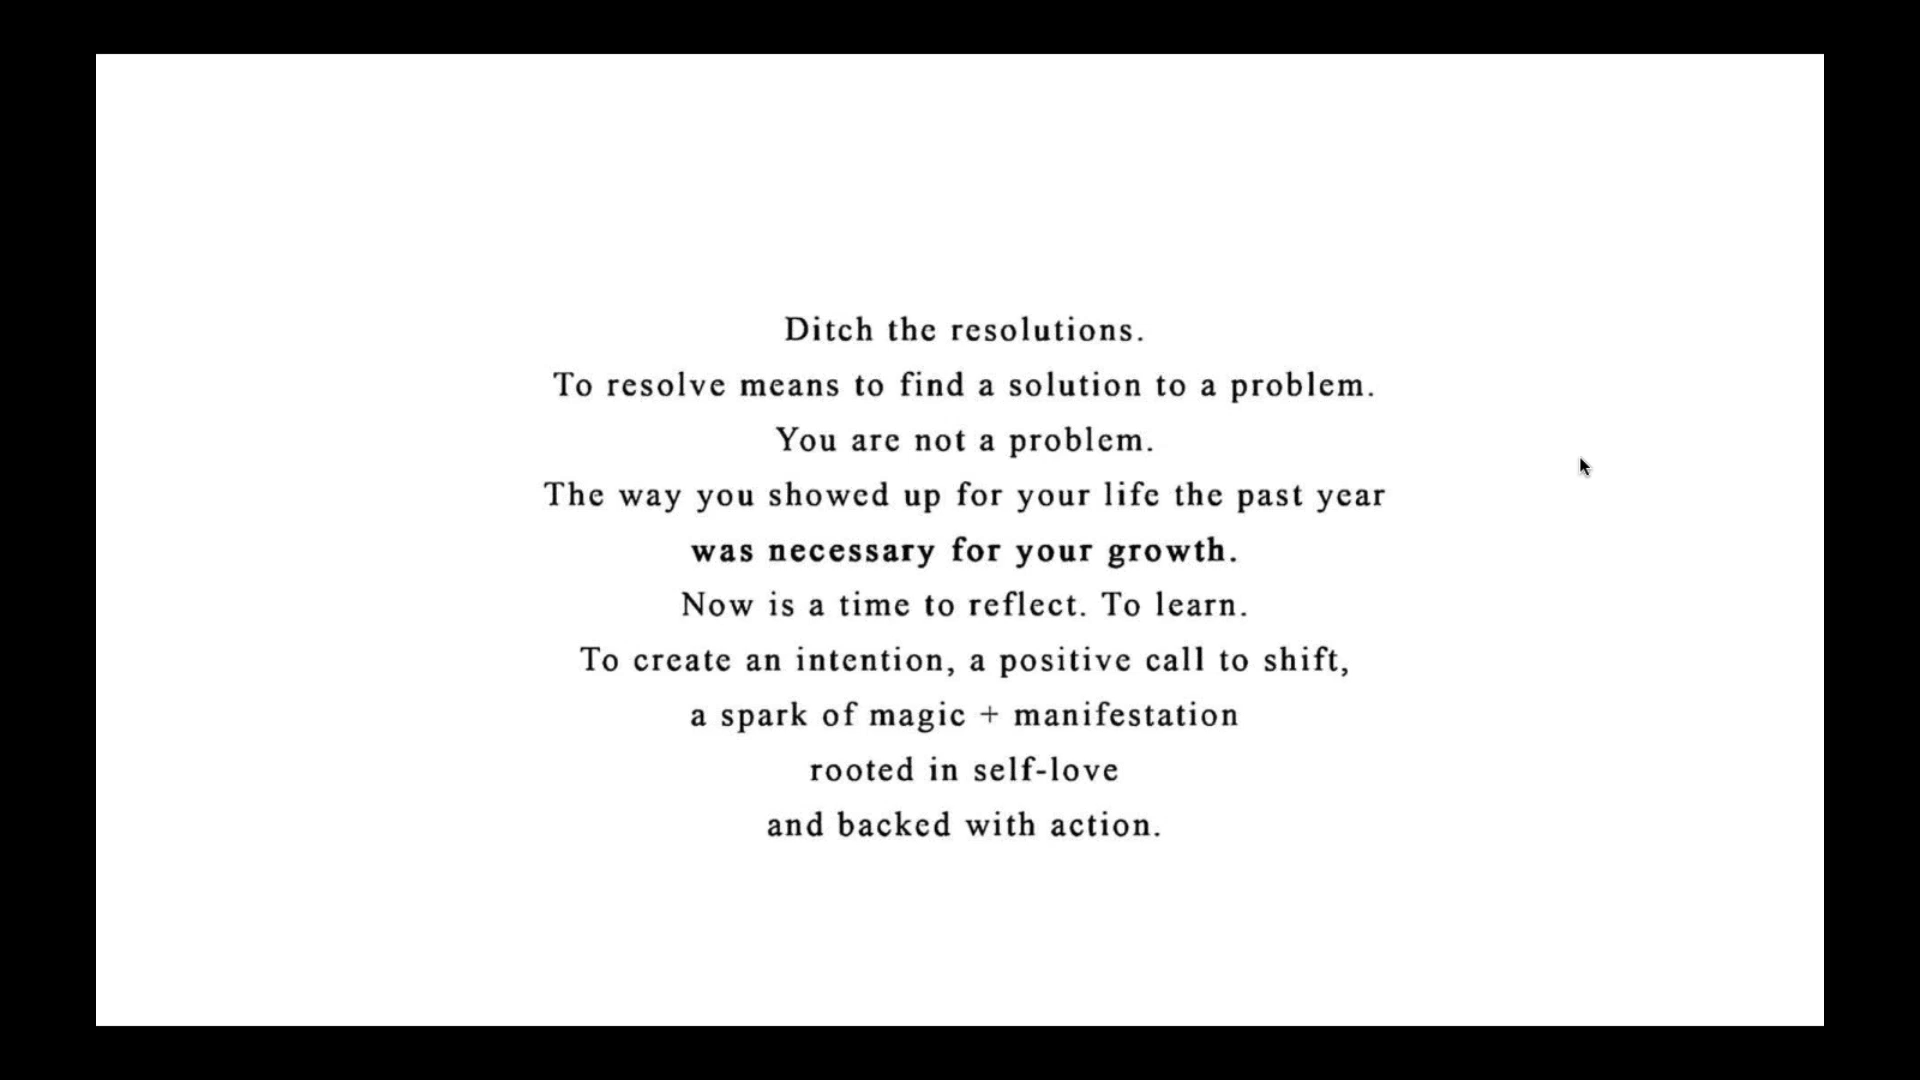 Ditch the resolutions.
To resolve means to find a solution to a problem.
You are not a problem.
The way you showed up for your life the past year
was necessary for your growth.
Now is a time to reflect. To learn.
To create an intention, a positive call to shift,
a spark of magic + manifestation
rooted in self-love
and backed with action.